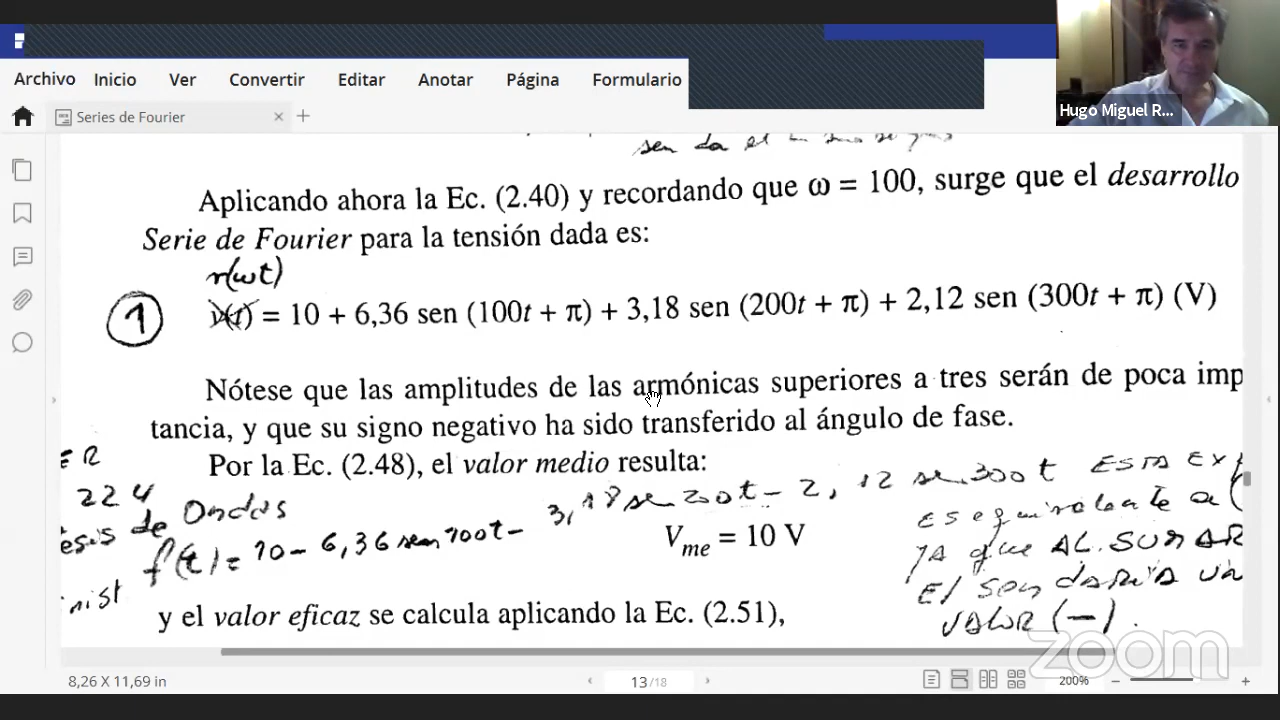 Hugo Miguel R...
Archivo Inicio Ver Convertir Editar Anotar Página Formulario
Series de Fourier
Aplicando ahora la Ec. (2.40) y recordando que ω = 100, surge que el desarrollo
Serie de Fourier para la tensión dada es:
v(ωt)
① v(t) = 10 + 6,36 sen (100t + π) + 3,18 sen (200t + π) + 2,12 sen (300t + π) (V)
Nótese que las amplitudes de las armónicas superiores a tres serán de poca imp
tancia, y que su signo negativo ha sido transferido al ángulo de fase.
Por la Ec. (2.48), el valor medio resulta:
224
de Ondas
f(t) = 10 - 6,36 sen 100t - 3,18 sen 200t - 2,12 sen 300t
ESTA EX
es equivalente a (
YA que AL SUMAR
El sen DARÍA un
VALOR (-).
Vme = 10 V
y el valor eficaz se calcula aplicando la Ec. (2.51),
zoom
8,26 X 11,69 in 13/18 200%